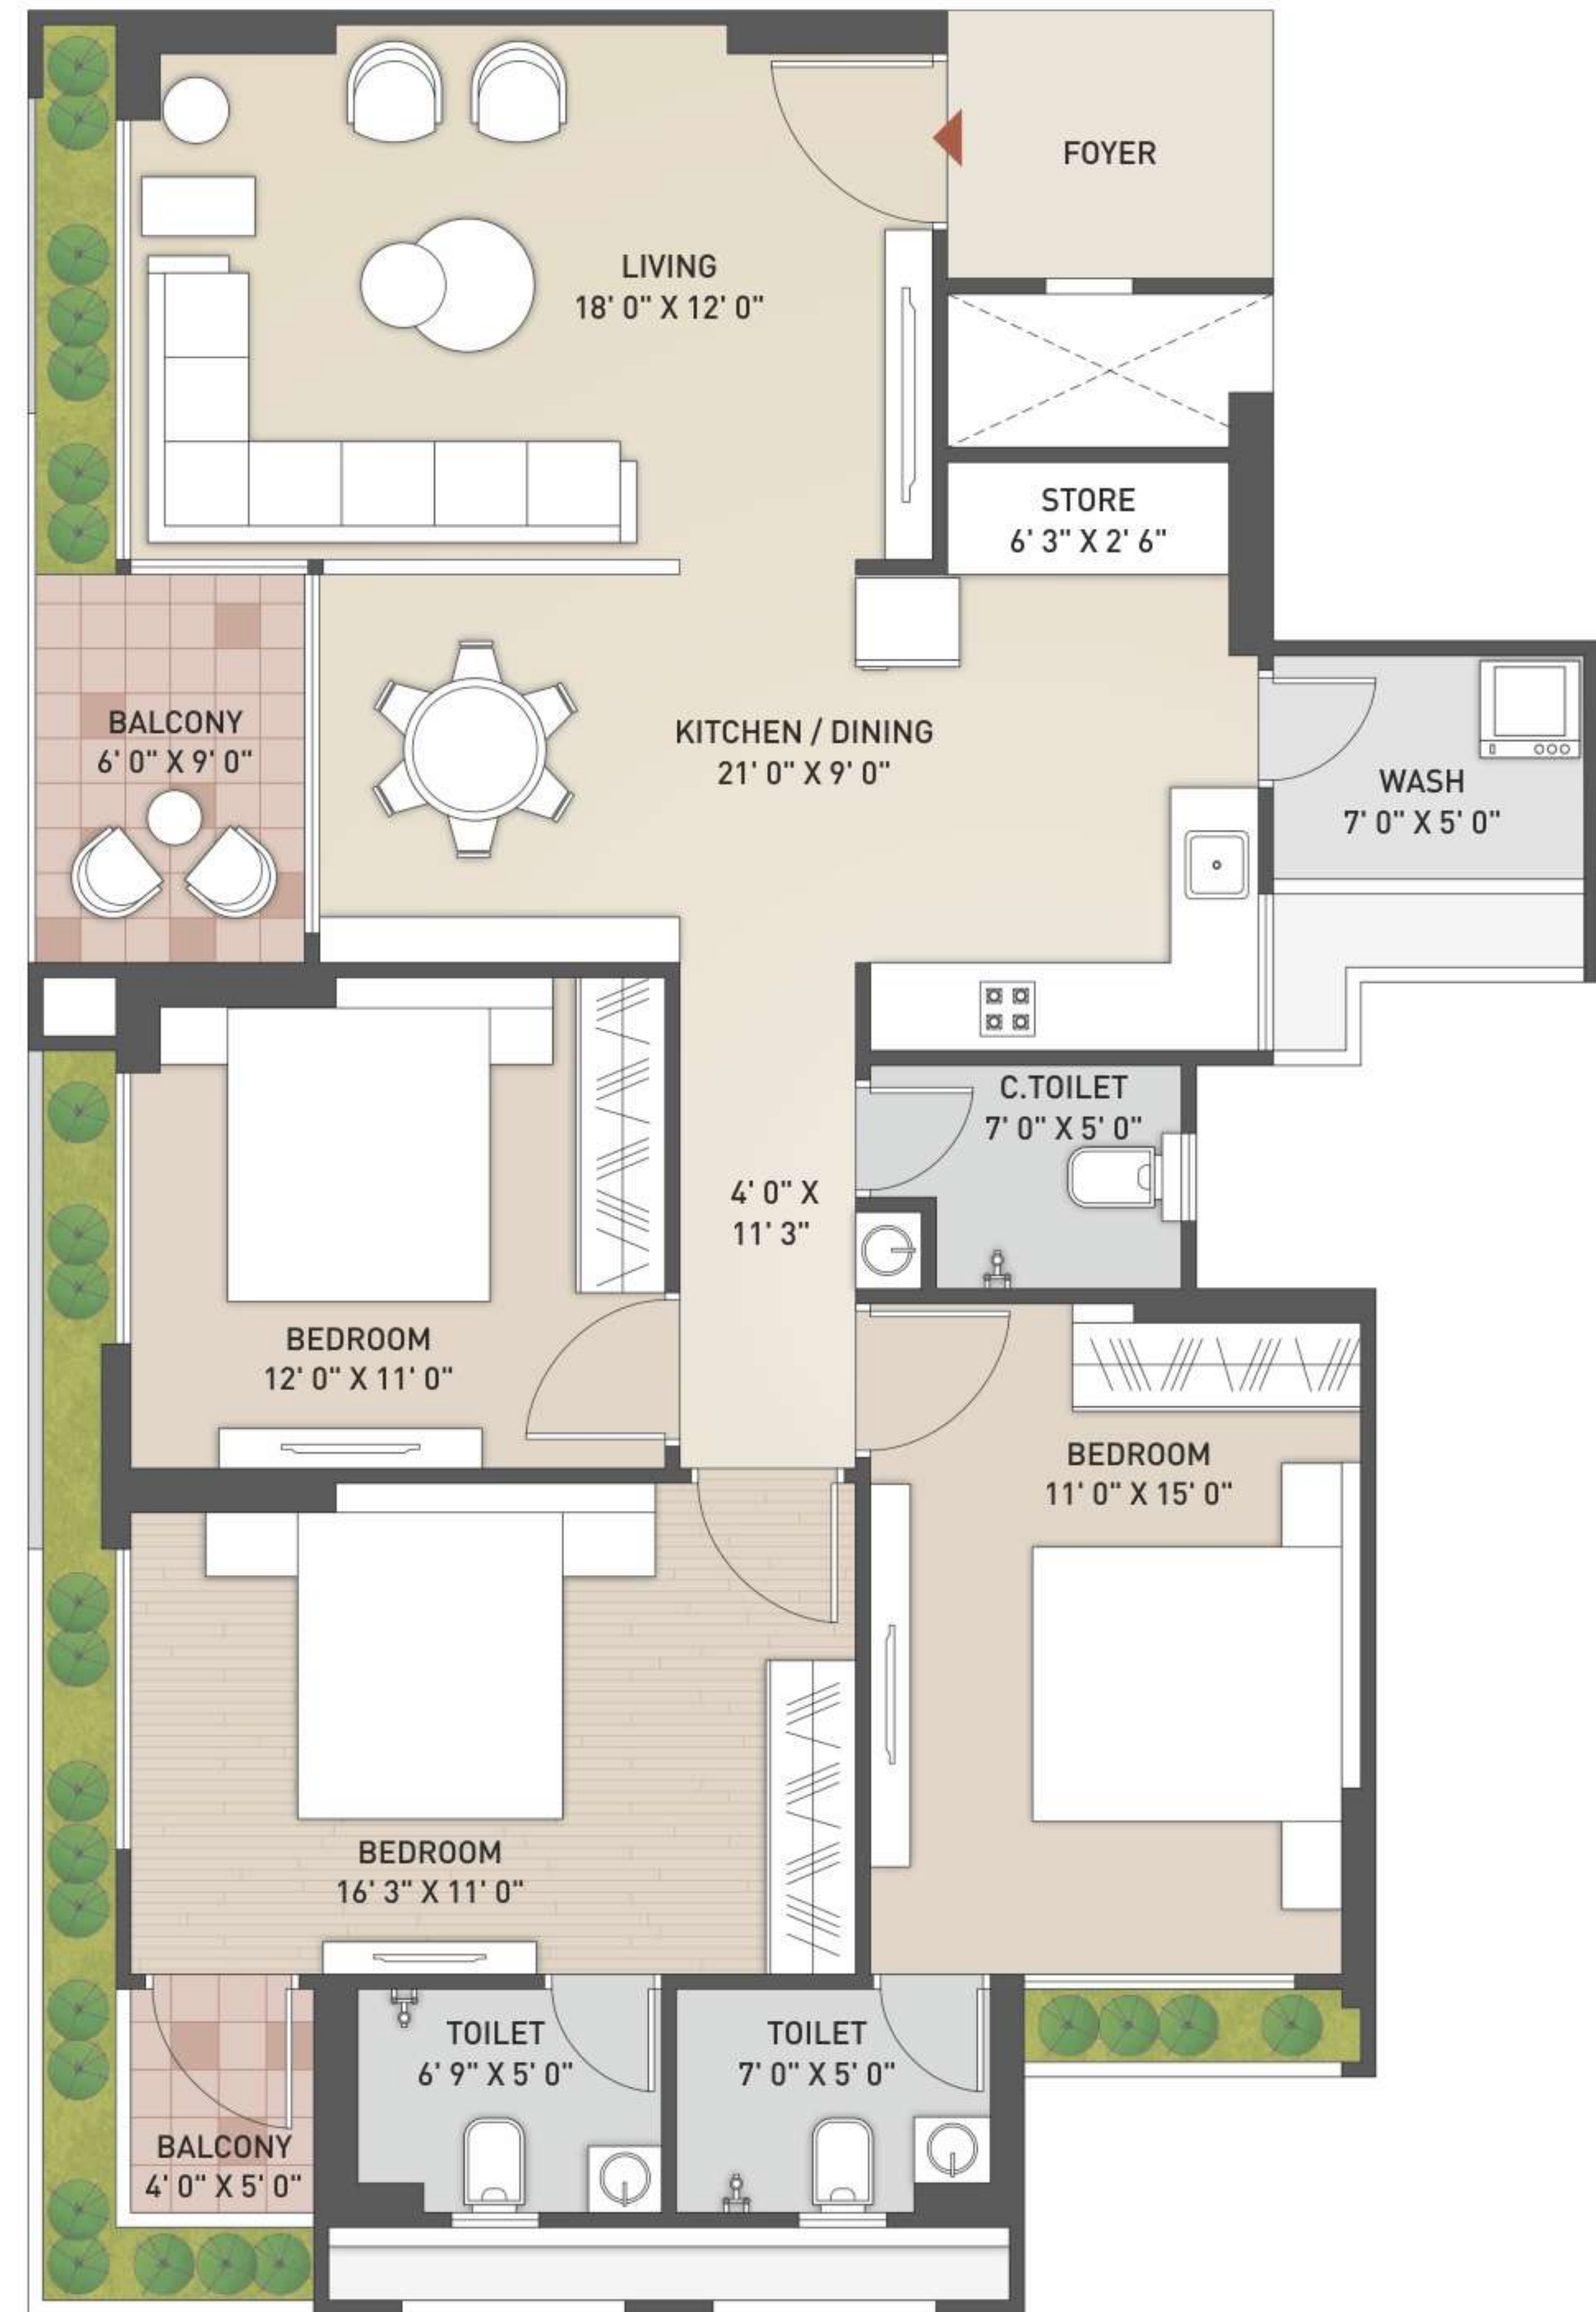 FOYER
LIVING
18' 0" X 12' 0"
STORE
6' 3" X 2' 6"
BALCONY
6' 0" X 9' 0"
KITCHEN / DINING
21' 0" X 9' 0"
WASH
7' 0" X 5' 0"
C.TOILET
7' 0" X 5' 0"
4' 0" X
11' 3"
BEDROOM
12' 0" X 11' 0"
BEDROOM
11' 0" X 15' 0"
BEDROOM
16' 3" X 11' 0"
TOILET
6' 9" X 5' 0"
TOILET
7' 0" X 5' 0"
BALCONY
4' 0" X 5' 0"